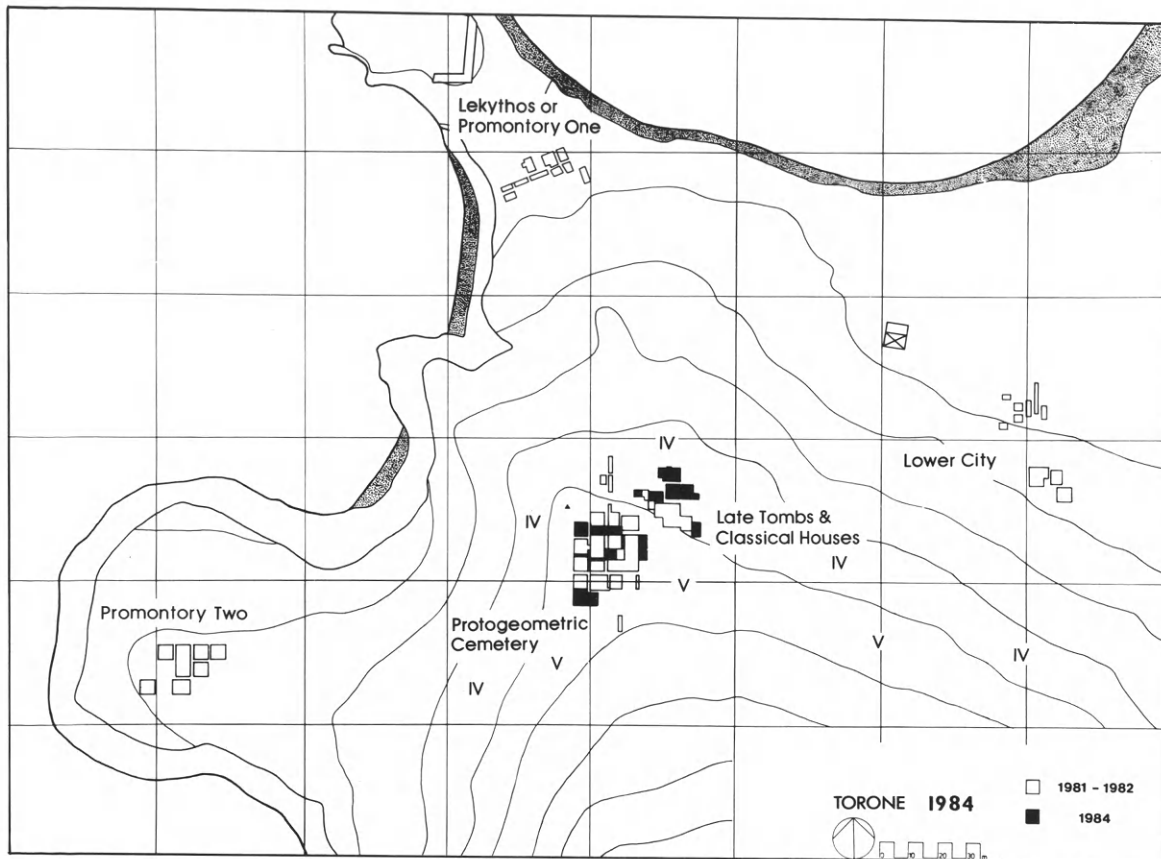 Lekythos or
Promontory One
IV
Lower City
IV
Late Tombs &
Classical Houses
IV
V
Promontory Two
Protogeometric
Cemetery
V
IV
V
IV
TORONE 1984
1981 - 1982
1984
0 10 20 30 m